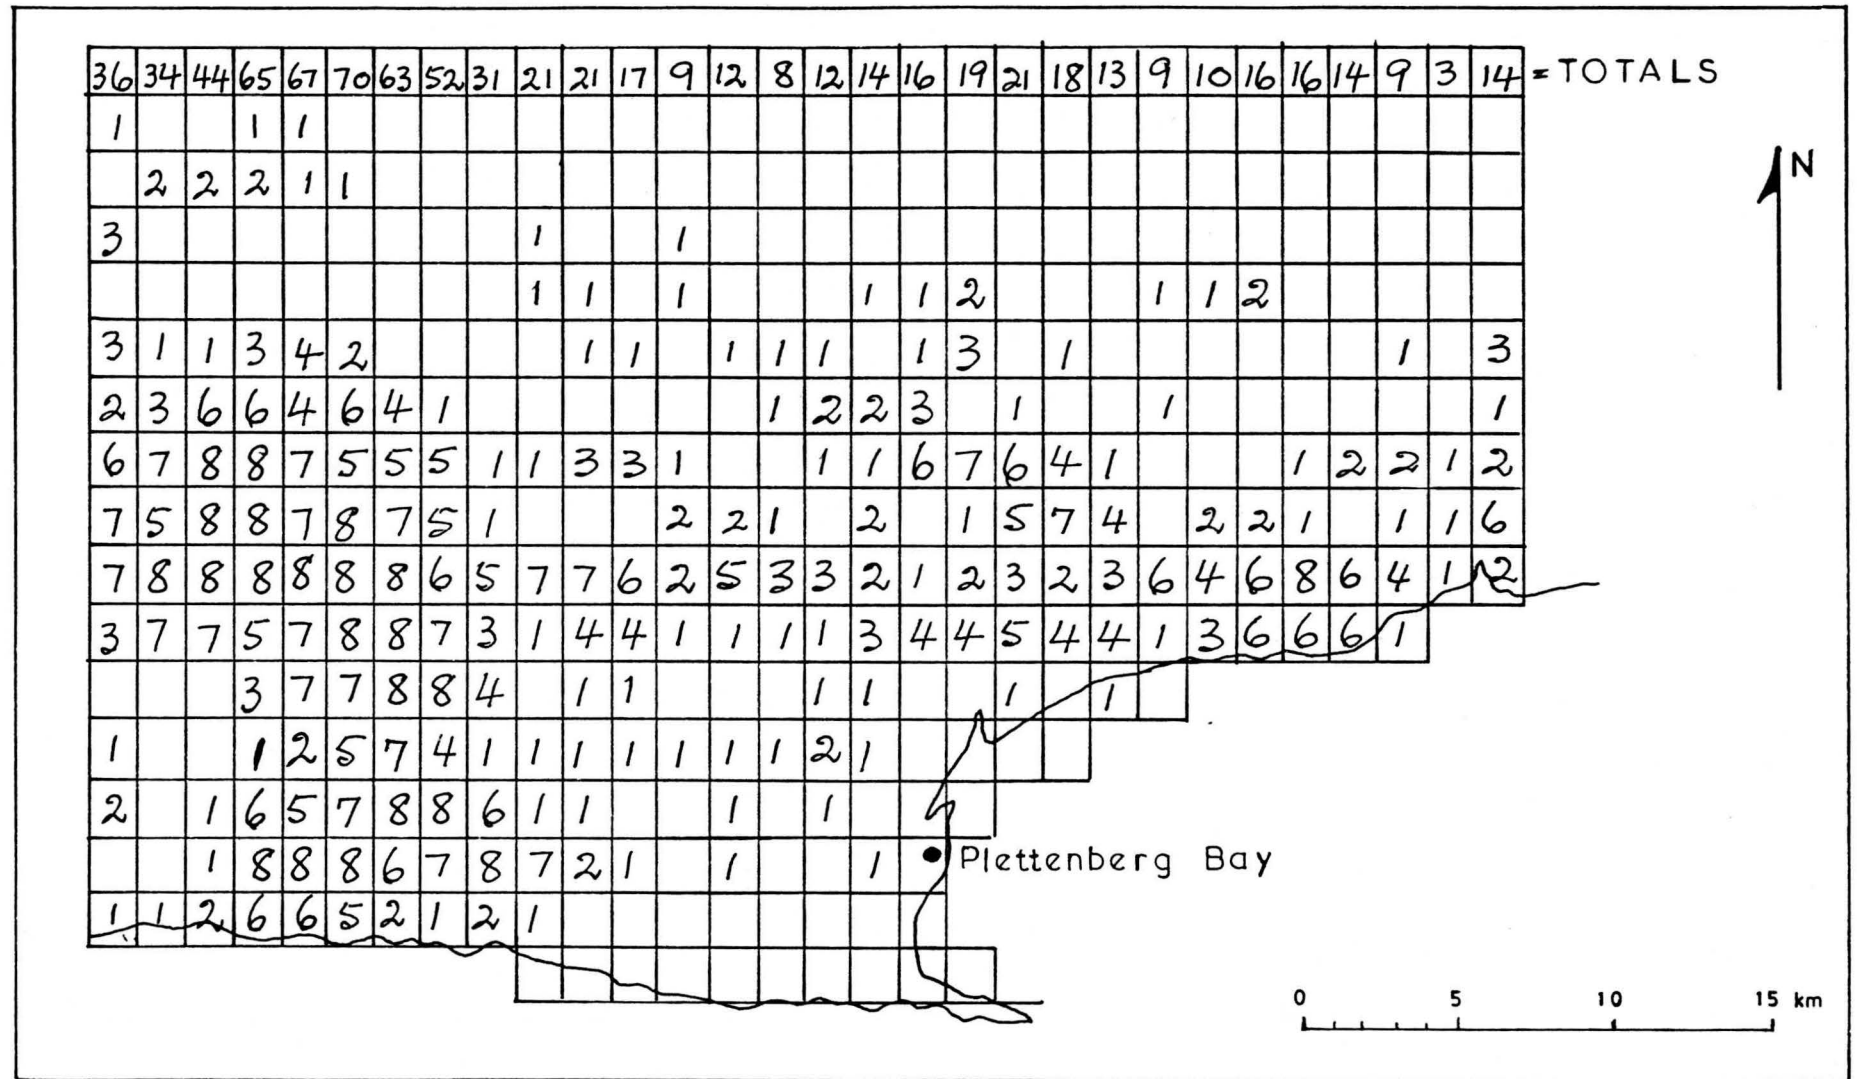 36 34 44 65 67 70 63 52 31 21 21 17 9 12 8 12 14 16 19 21 18 13 9 10 16 16 14 9 3 14 = TOTALS
1 1 1
N
2 2 2 1 1
3 1 1
1 1 1 1 1 2 1 1 2
3 1 1 3 4 2 1 1 1 1 1 1 3 1 1 3
2 3 6 6 4 6 4 1 1 2 2 3 1 1 1
6 7 8 8 7 5 5 5 1 1 3 3 1 1 1 6 7 6 4 1 1 2 2 1 2
7 5 8 8 7 8 7 5 1 2 2 1 2 1 5 7 4 2 2 1 1 1 6
7 8 8 8 8 8 8 6 5 7 7 6 2 5 3 3 2 1 2 3 2 3 6 4 6 8 6 4 1 2
3 7 7 5 7 8 8 7 3 1 4 4 1 1 1 1 3 4 4 5 4 4 1 3 6 6 6 1
3 7 7 8 8 4 1 1 1 1 1 1
1 1 2 5 7 4 1 1 1 1 1 1 1 2 1
2 1 6 5 7 8 8 6 1 1 1 1
1 8 8 8 6 7 8 7 2 1 1 1 Plettenberg Bay
1 1 2 6 6 5 2 1 2 1
0 5 10 15 km